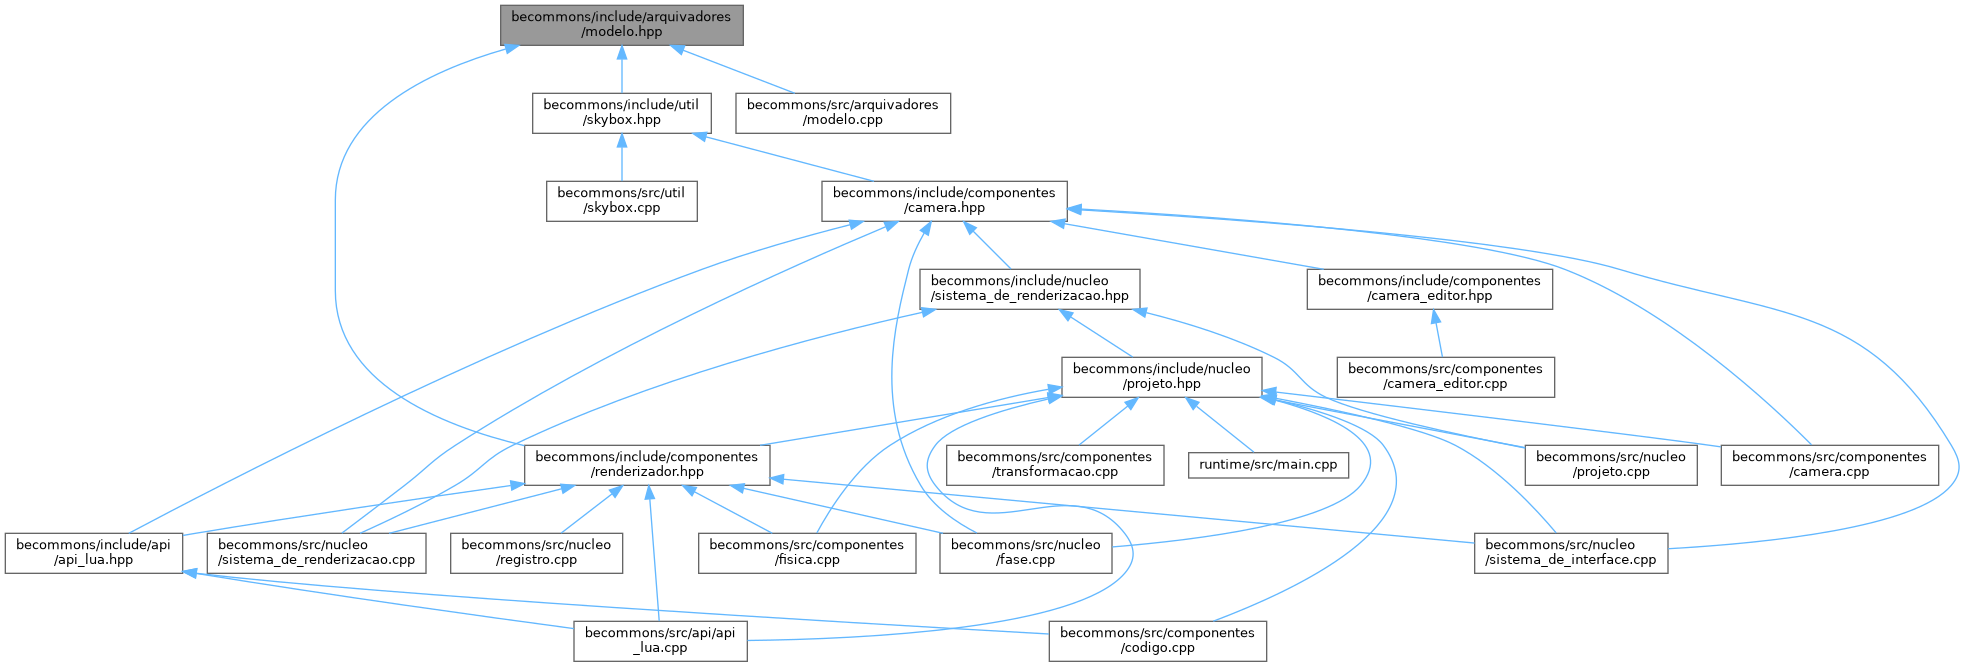 becommons/include/arquivadores
/modelo.hpp
becommons/include/util
/skybox.hpp
becommons/src/arquivadores
/modelo.cpp
becommons/src/util
/skybox.cpp
becommons/include/componentes
/camera.hpp
becommons/include/nucleo
/sistema_de_renderizacao.hpp
becommons/include/componentes
/camera_editor.hpp
becommons/include/nucleo
/projeto.hpp
becommons/src/componentes
/camera_editor.cpp
becommons/include/componentes
/renderizador.hpp
becommons/src/componentes
/transformacao.cpp
runtime/src/main.cpp
becommons/src/nucleo
/projeto.cpp
becommons/src/componentes
/camera.cpp
becommons/include/api
/api_lua.hpp
becommons/src/nucleo
/sistema_de_renderizacao.cpp
becommons/src/nucleo
/registro.cpp
becommons/src/componentes
/fisica.cpp
becommons/src/nucleo
/fase.cpp
becommons/src/nucleo
/sistema_de_interface.cpp
becommons/src/api/api
_lua.cpp
becommons/src/componentes
/codigo.cpp